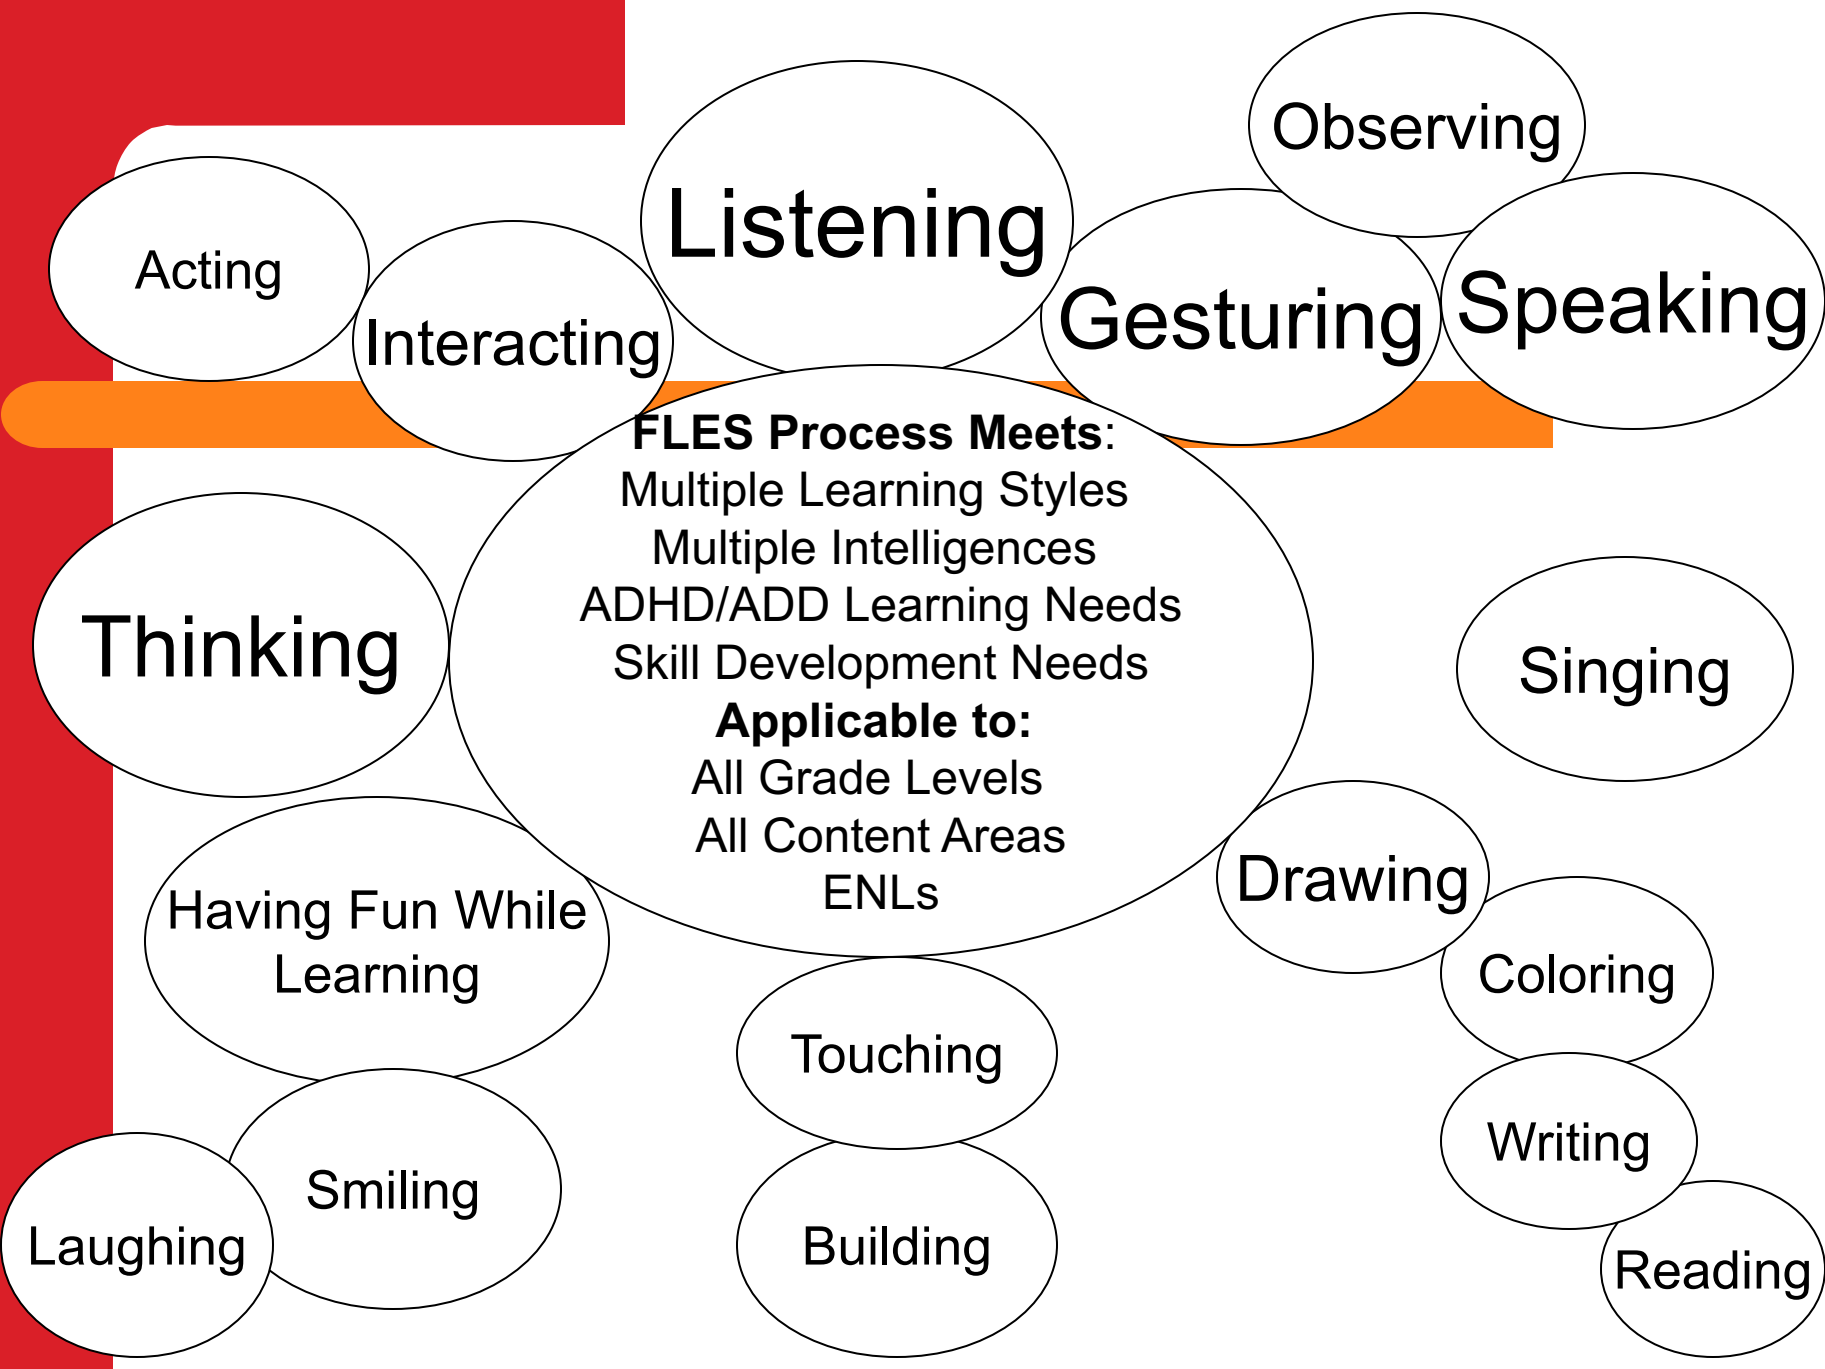 Observing
Listening
Acting
Interacting
Gesturing
Speaking
FLES Process Meets:
Multiple Learning Styles
Multiple Intelligences
ADHD/ADD Learning Needs
Skill Development Needs
Applicable to:
All Grade Levels
All Content Areas
ENLs
Thinking
Singing
Having Fun While
Learning
Drawing
Coloring
Touching
Writing
Smiling
Laughing
Building
Reading